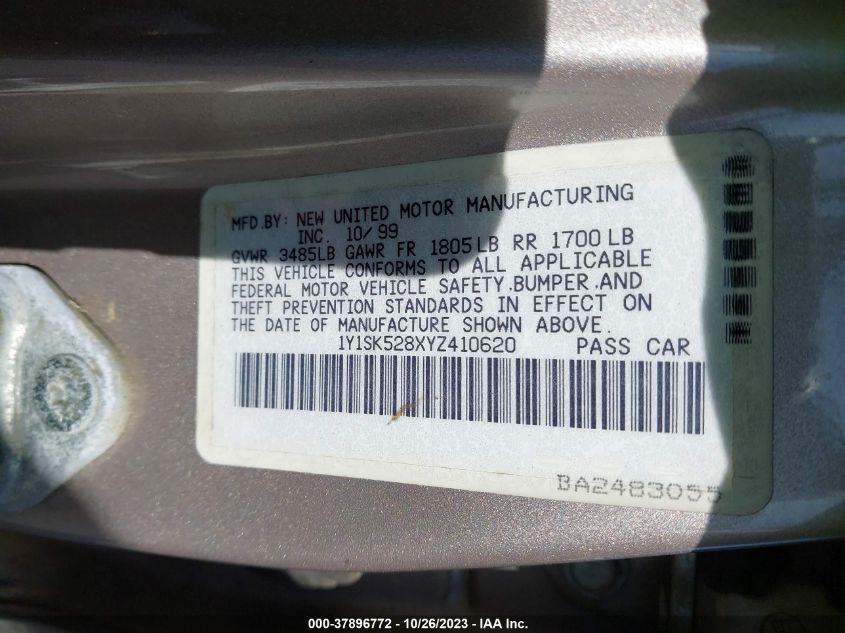 MFD.BY: NEW UNITED MOTOR MANUFACTURING
INC. 10/99
GVWR 3485LB GAWR FR 1805LB RR 1700LB
THIS VEHICLE CONFORMS TO ALL APPLICABLE
FEDERAL MOTOR VEHICLE SAFETY.BUMPER.AND
THEFT PREVENTION STANDARDS IN EFFECT ON
THE DATE OF MANUFACTURE SHOWN ABOVE.
1Y1SK528XYZ410620 PASS CAR
BA2483055
000-37896772 - 10/26/2023 - IAA Inc.